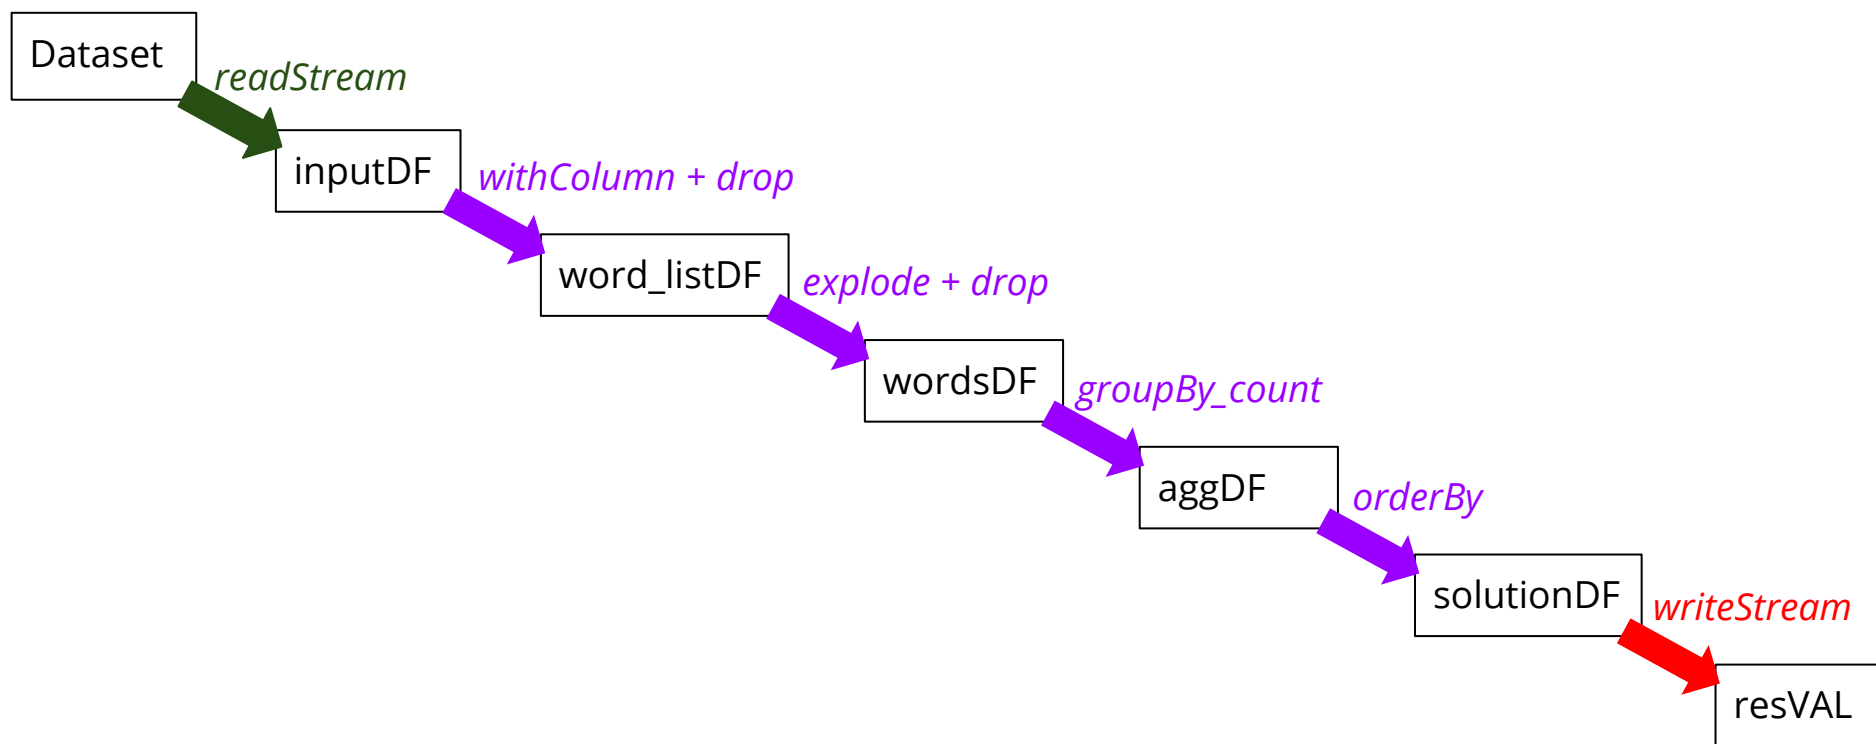 Dataset
readStream
inputDF
withColumn + drop
word_listDF
explode + drop
wordsDF
groupBy_count
aggDF
orderBy
solutionDF
writeStream
resVAL